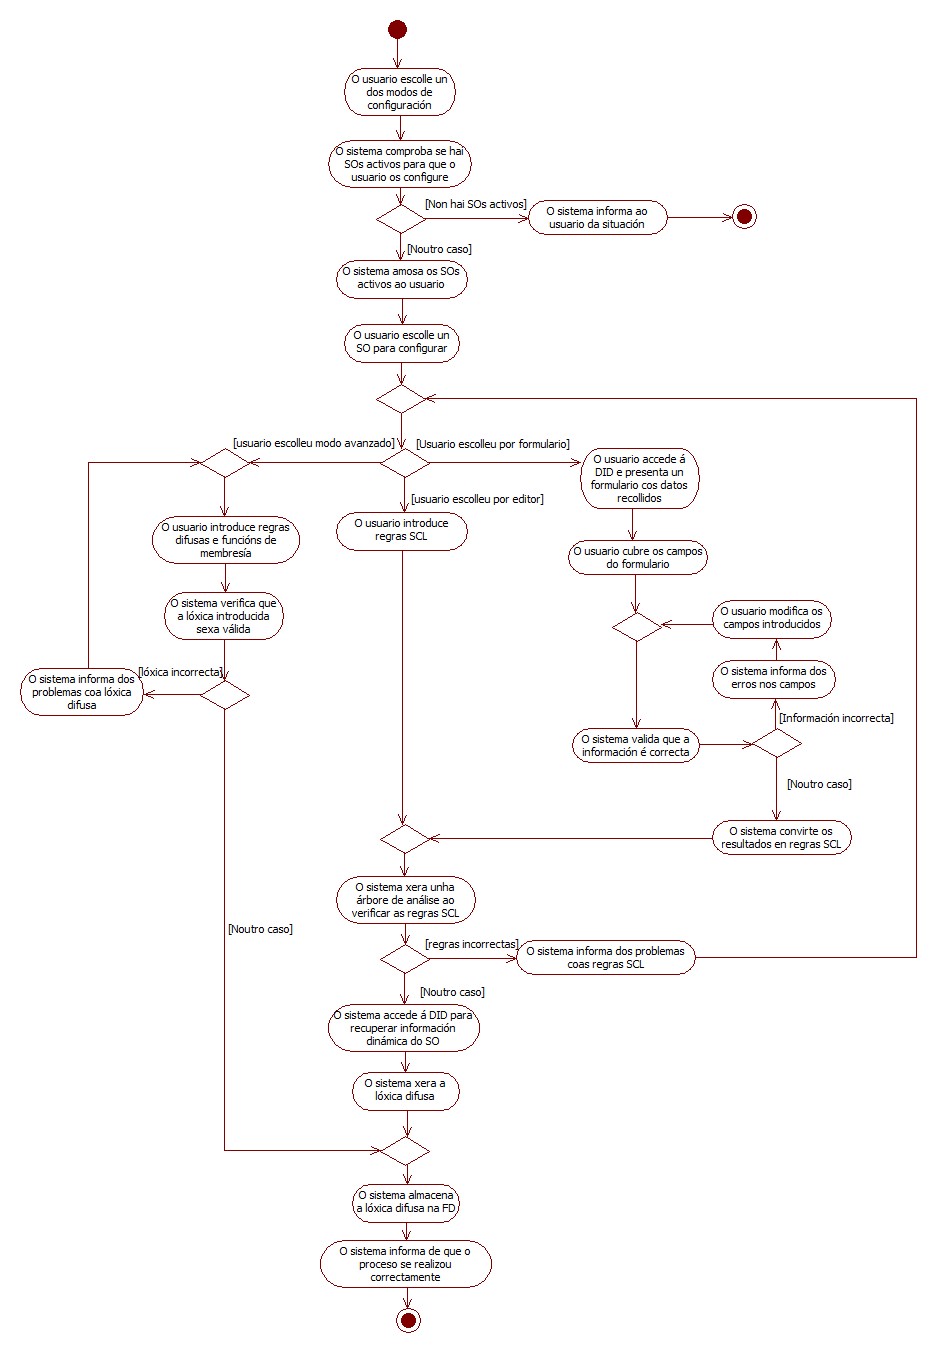 O usuario escolle un
dos modos de
configuración
O sistema comproba se hai
SOs activos para que o
usuario os configure
[Non hai SOs activos]
O sistema informa ao
usuario da situación
[Noutro caso]
O sistema amosa os SOs
activos ao usuario
O usuario escolle un
SO para configurar
[usuario escolleu modo avanzado]
[Usuario escolleu por formulario]
[usuario escolleu por editor]
O usuario accede á
DID e presenta un
formulario cos datos
recollidos
O usuario introduce regras
difusas e funcións de
membresía
O usuario introduce
regras SCL
O usuario cubre os campos
do formulario
O sistema verifica que
a lóxica introducida
sexa válida
O usuario modifica os
campos introducidos
[lóxica incorrecta]
O sistema informa dos
problemas coa lóxica
difusa
O sistema informa dos
erros nos campos
[Información incorrecta]
O sistema valida que a
información é correcta
[Noutro caso]
O sistema convirte os
resultados en regras SCL
O sistema xera unha
árbore de análise ao
verificar as regras SCL
[Noutro caso]
[regras incorrectas]
O sistema informa dos problemas
coas regras SCL
[Noutro caso]
O sistema accede á DID para
recuperar información
dinámica do SO
O sistema xera a
lóxica difusa
O sistema almacena
a lóxica difusa na FD
O sistema informa de que o
proceso se realizou
correctamente